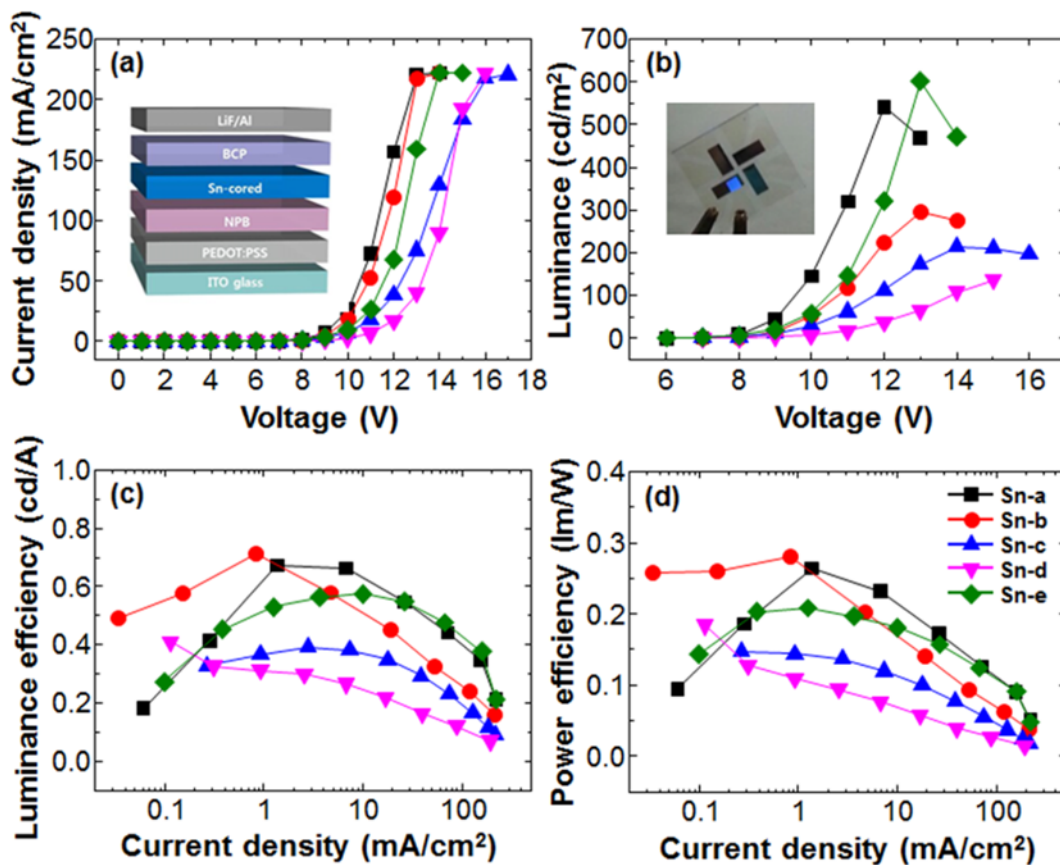 (a)
Current density (mA/cm²)
250
200
150
100
50
0
LiF/Al
BCP
Sn-cored
NPB
PEDOT:PSS
ITO glass
0 2 4 6 8 10 12 14 16 18
Voltage (V)
(b)
Luminance (cd/m²)
700
600
500
400
300
200
100
0
6 8 10 12 14 16
Voltage (V)
(c)
Luminance efficiency (cd/A)
1.0
0.8
0.6
0.4
0.2
0.0
0.1 1 10 100
Current density (mA/cm²)
(d)
Power efficiency (lm/W)
0.4
0.3
0.2
0.1
0.0
Sn-a
Sn-b
Sn-c
Sn-d
Sn-e
0.1 1 10 100
Current density (mA/cm²)